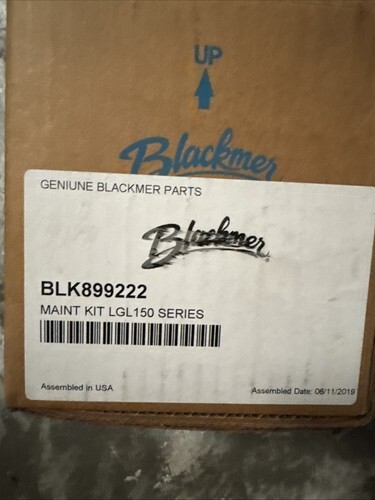 UP
Blackmer
GENIUNE BLACKMER PARTS
Blackmer
BLK899222
MAINT KIT LGL150 SERIES
Assembled in USA
Assembled Date: 06/11/2019